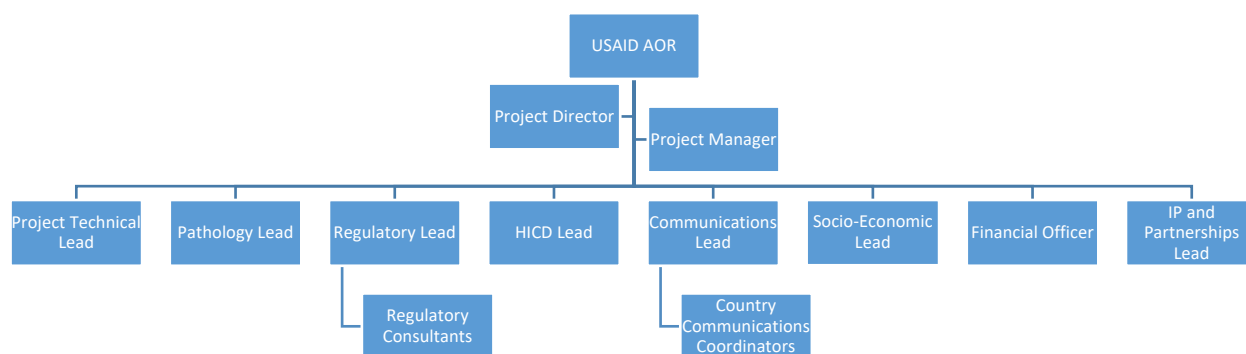 USAID AOR
Project Director
Project Manager
Project Technical
Lead
Pathology Lead
Regulatory Lead
HICD Lead
Communications
Lead
Socio-Economic
Lead
Financial Officer
IP and
Partnerships
Lead
Regulatory
Consultants
Country
Communications
Coordinators